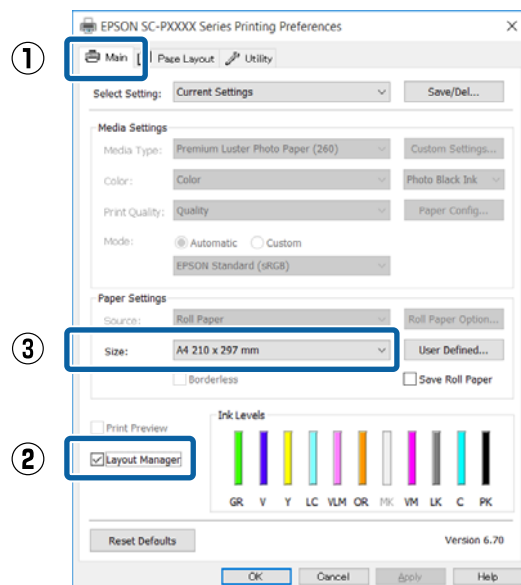 EPSON SC-PXXXX Series Printing Preferences
①
Main Page Layout Utility
Select Setting: Current Settings Save/Del...
Media Settings
Media Type: Premium Luster Photo Paper (260) Custom Settings...
Color: Color Photo Black Ink
Print Quality: Quality Paper Config...
Mode: Automatic Custom
EPSON Standard (sRGB)
Paper Settings
Source: Roll Paper Roll Paper Option...
③
Size: A4 210 x 297 mm User Defined...
Borderless Save Roll Paper
Print Preview
Ink Levels
②
Layout Manager
GR V Y LC VLM OR MK VM LK C PK
Reset Defaults Version 6.70
OK Cancel Apply Help